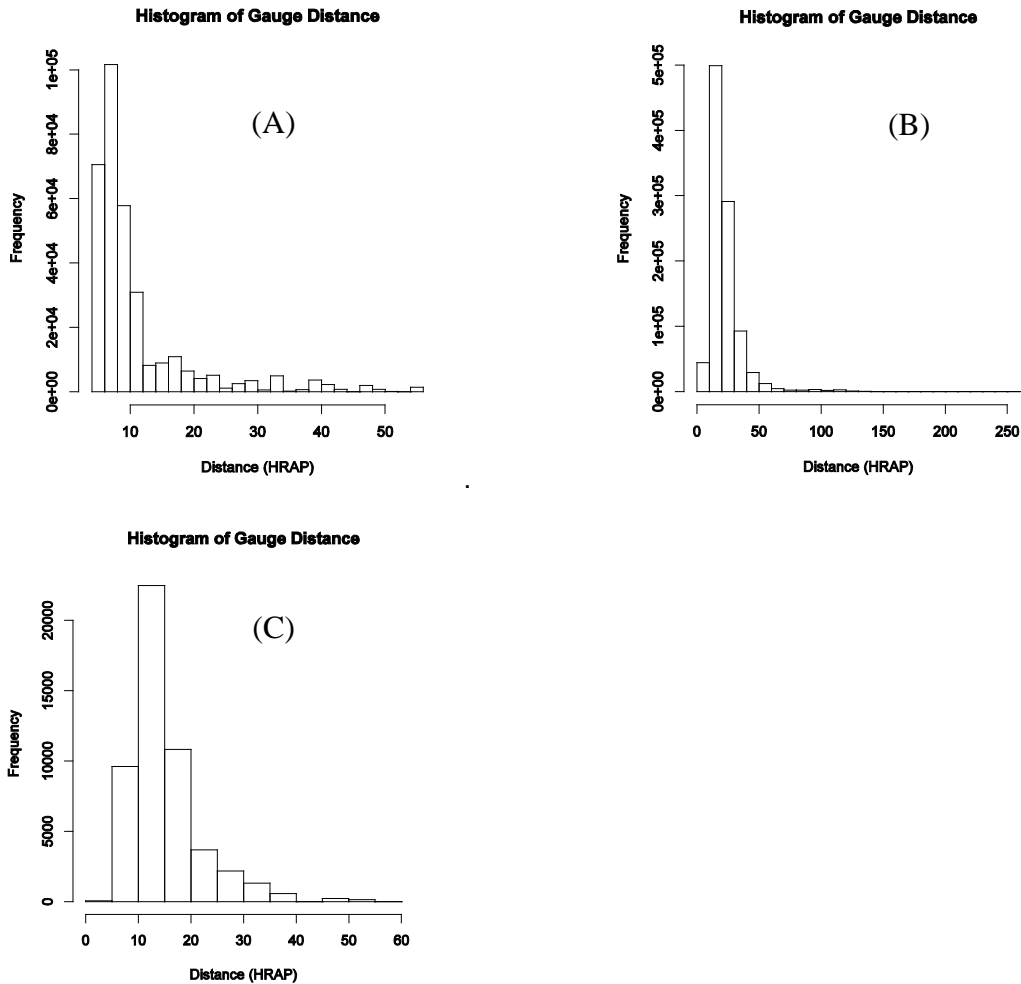 Histogram of Gauge Distance
(A)
Frequency
0e+00 2e+04 4e+04 6e+04 8e+04 1e+05
10 20 30 40 50
Distance (HRAP)
Histogram of Gauge Distance
(B)
Frequency
0e+00 1e+05 2e+05 3e+05 4e+05 5e+05
0 50 100 150 200 250
Distance (HRAP)
.
Histogram of Gauge Distance
(C)
Frequency
0 5000 10000 15000 20000
0 10 20 30 40 50 60
Distance (HRAP)